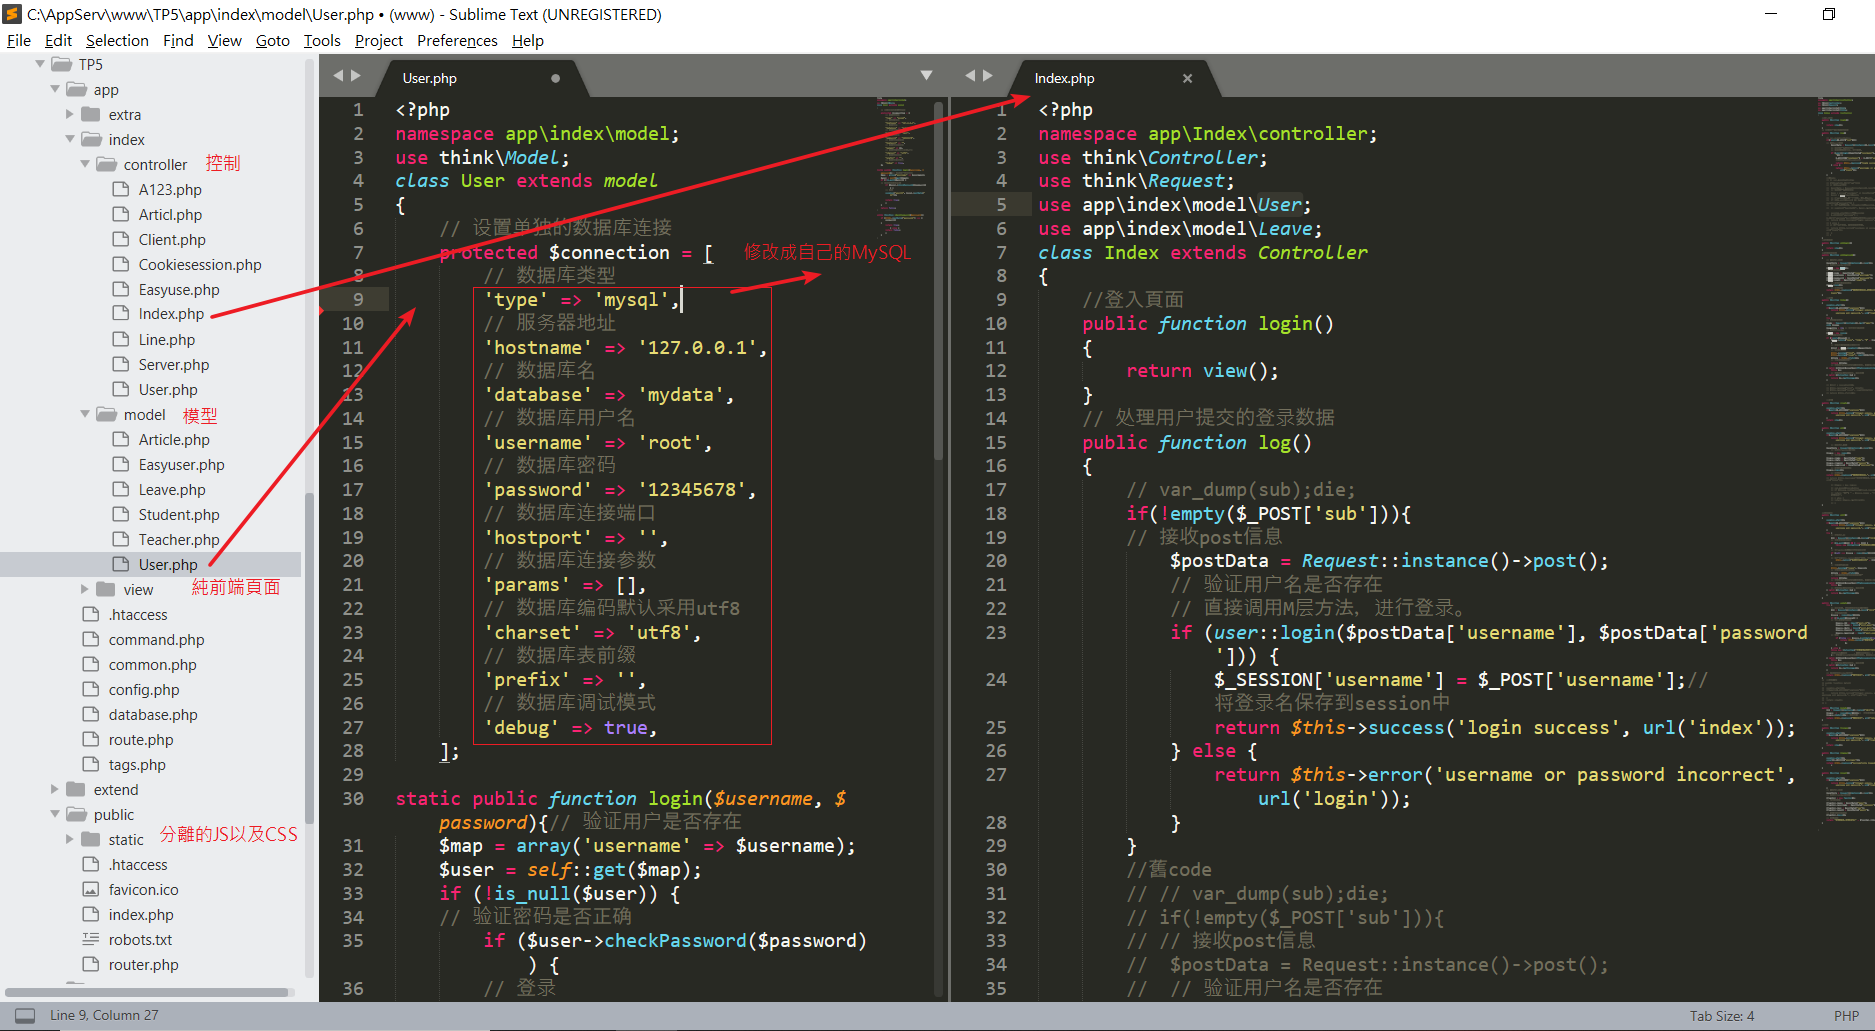 C:\AppServ\www\TP5\app\index\model\User.php • (www) - Sublime Text (UNREGISTERED)
File Edit Selection Find View Goto Tools Project Preferences Help
TP5
app
extra
index
controller 控制
A123.php
Articl.php
Client.php
Cookiesession.php
Easyuse.php
Index.php
Line.php
Server.php
User.php
model 模型
Article.php
Easyuser.php
Leave.php
Student.php
Teacher.php
User.php
view 純前端頁面
.htaccess
command.php
common.php
config.php
database.php
route.php
tags.php
extend
public
static 分離的JS以及CSS
.htaccess
favicon.ico
index.php
robots.txt
router.php
User.php
1 <?php
2 namespace app\index\model;
3 use think\Model;
4 class User extends model
5 {
6 // 设置单独的数据库连接
7 protected $connection = [
修改成自己的MySQL
8 // 数据库类型
9 'type' => 'mysql',
10 // 服务器地址
11 'hostname' => '127.0.0.1',
12 // 数据库名
13 'database' => 'mydata',
14 // 数据库用户名
15 'username' => 'root',
16 // 数据库密码
17 'password' => '12345678',
18 // 数据库连接端口
19 'hostport' => '',
20 // 数据库连接参数
21 'params' => [],
22 // 数据库编码默认采用utf8
23 'charset' => 'utf8',
24 // 数据库表前缀
25 'prefix' => '',
26 // 数据库调试模式
27 'debug' => true,
28 ];
29
30 static public function login($username, $
password){// 验证用户是否存在
31 $map = array('username' => $username);
32 $user = self::get($map);
33 if (!is_null($user)) {
34 // 验证密码是否正确
35 if ($user->checkPassword($password)
) {
36 // 登录
Index.php
1 <?php
2 namespace app\Index\controller;
3 use think\Controller;
4 use think\Request;
5 use app\index\model\User;
6 use app\index\model\Leave;
7 class Index extends Controller
8 {
9 //登入頁面
10 public function login()
11 {
12 return view();
13 }
14 // 处理用户提交的登录数据
15 public function log()
16 {
17 // var_dump(sub);die;
18 if(!empty($_POST['sub'])){
19 // 接收post信息
20 $postData = Request::instance()->post();
21 // 验证用户名是否存在
22 // 直接调用M层方法，进行登录。
23 if (user::login($postData['username'], $postData['password
'])) {
24 $_SESSION['username'] = $_POST['username'];//
将登录名保存到session中
25 return $this->success('login success', url('index'));
26 } else {
27 return $this->error('username or password incorrect',
url('login'));
28 }
29 }
30 //舊code
31 // // var_dump(sub);die;
32 // if(!empty($_POST['sub'])){
33 // // 接收post信息
34 // $postData = Request::instance()->post();
35 // // 验证用户名是否存在
Line 9, Column 27
Tab Size: 4
PHP